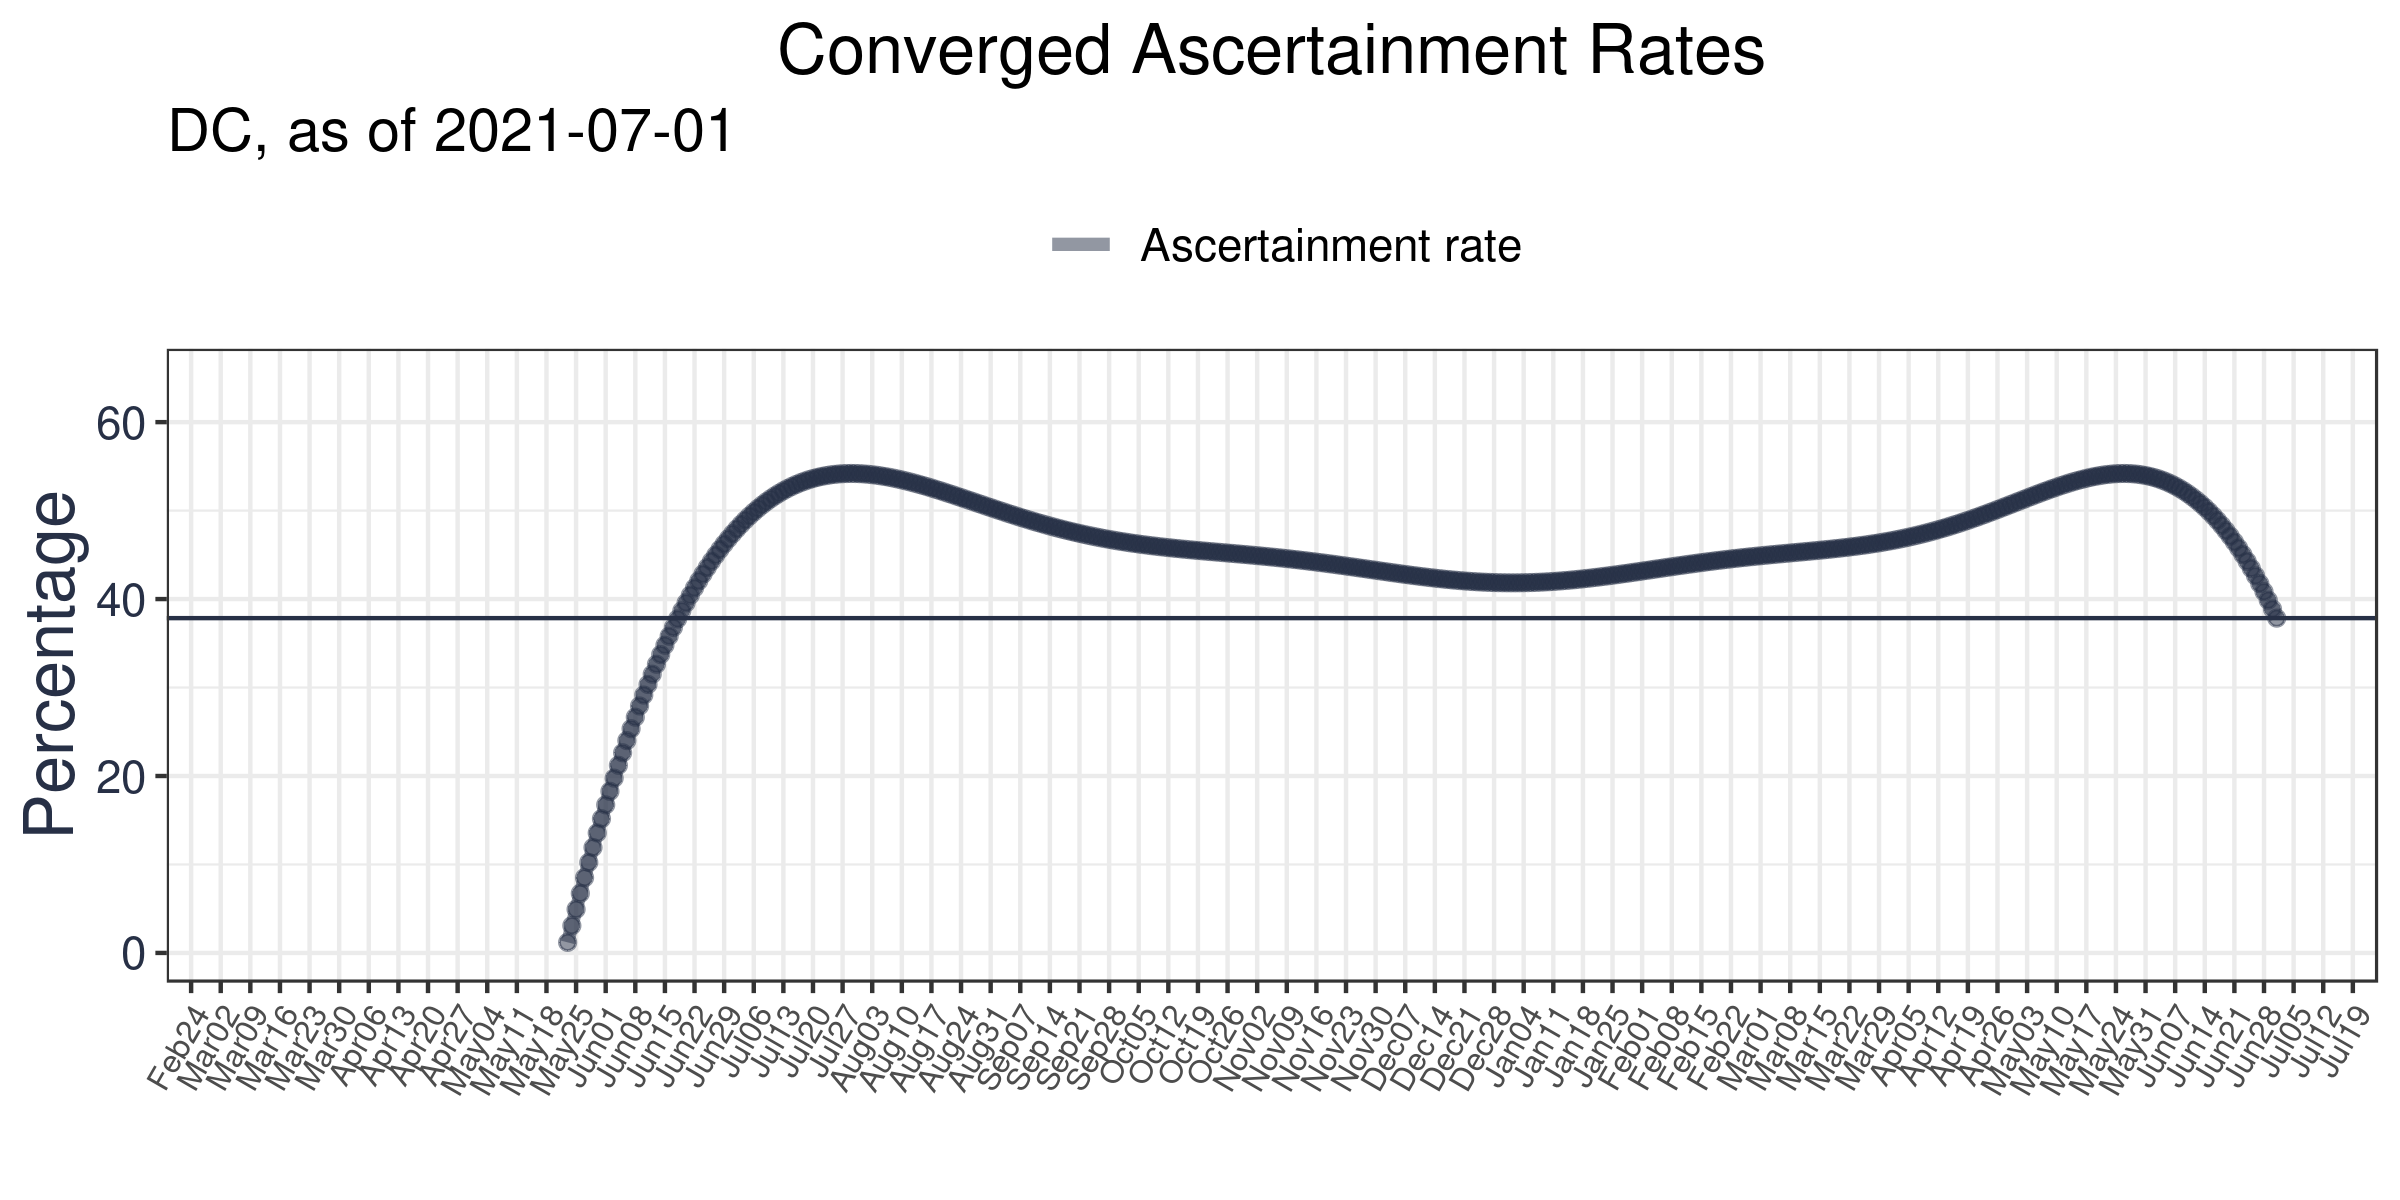 Converged Ascertainment Rates
DC, as of 2021-07-01
Ascertainment rate
Percentage
60
40
20
0
Feb24
Mar02
Mar09
Mar16
Mar23
Mar30
Apr06
Apr13
Apr20
Apr27
May04
May11
May18
May25
Jun01
Jun08
Jun15
Jun22
Jun29
Jul06
Jul13
Jul20
Jul27
Aug03
Aug10
Aug17
Aug24
Aug31
Sep07
Sep14
Sep21
Sep28
Oct05
Oct12
Oct19
Oct26
Nov02
Nov09
Nov16
Nov23
Nov30
Dec07
Dec14
Dec21
Dec28
Jan04
Jan11
Jan18
Jan25
Feb01
Feb08
Feb15
Feb22
Mar01
Mar08
Mar15
Mar22
Mar29
Apr05
Apr12
Apr19
Apr26
May03
May10
May17
May24
May31
Jun07
Jun14
Jun21
Jun28
Jul05
Jul12
Jul19